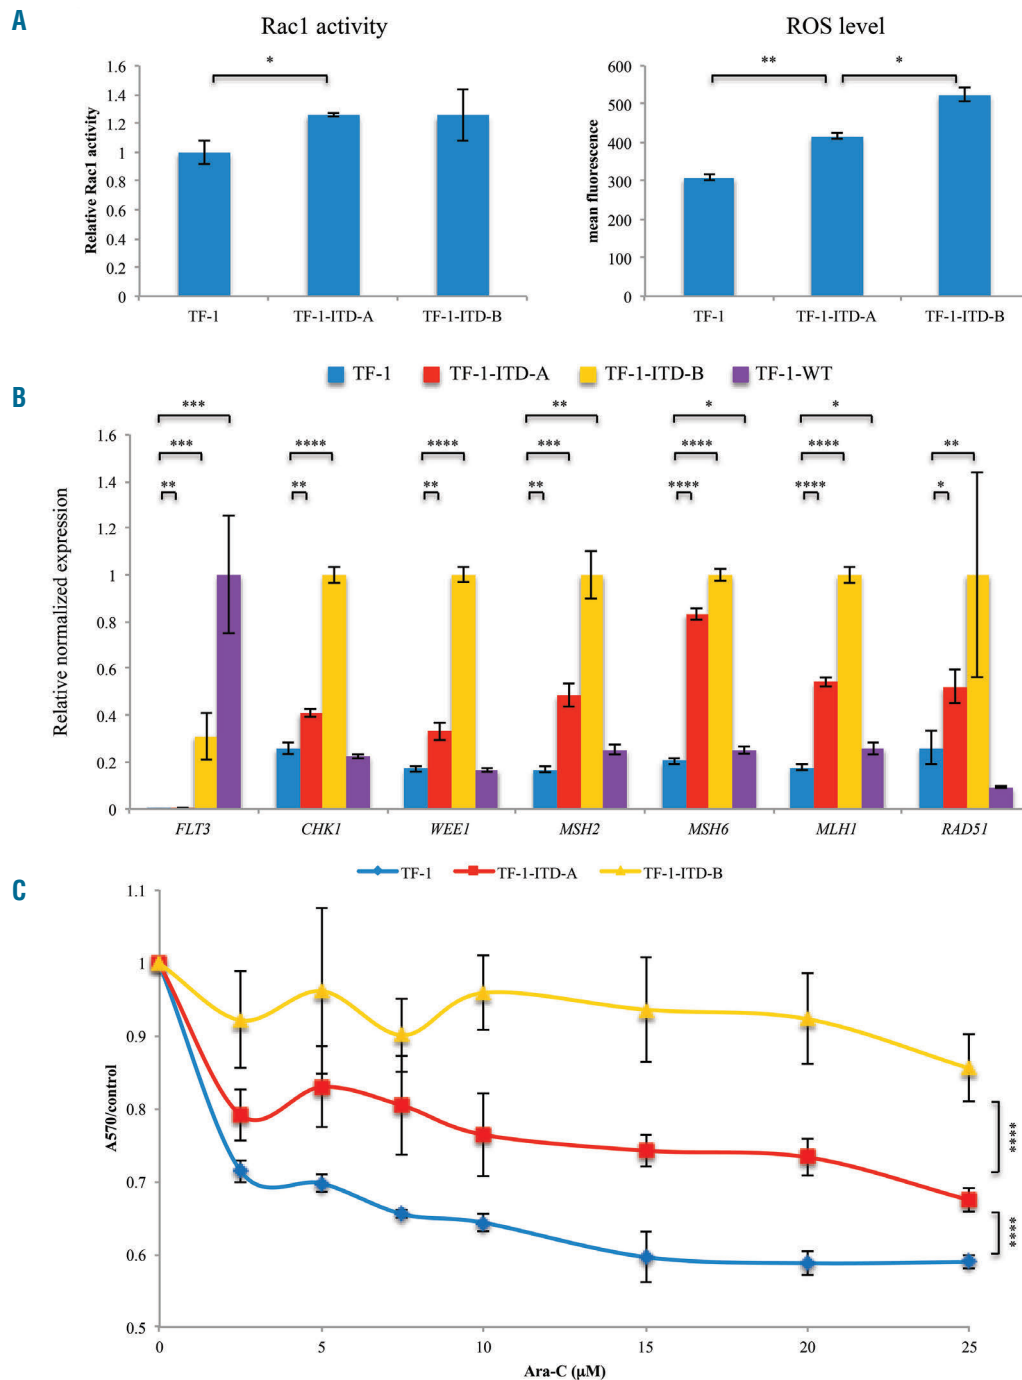 A
Rac1 activity
ROS level
Relative Rac1 activity
1.6
1.4
1.2
1
0.8
0.6
0.4
0.2
0
*
TF-1
TF-1-ITD-A
TF-1-ITD-B
mean fluorescence
600
500
400
300
200
100
0
**
*
TF-1
TF-1-ITD-A
TF-1-ITD-B
B
TF-1
TF-1-ITD-A
TF-1-ITD-B
TF-1-WT
Relative normalized expression
1.6
1.4
1.2
1
0.8
0.6
0.4
0.2
0
*** ** * *
*** **** **** *** **** **** **
** ** ** ** **** **** *
FLT3 CHK1 WEE1 MSH2 MSH6 MLH1 RAD51
C
TF-1
TF-1-ITD-A
TF-1-ITD-B
A570/control
1.1
1
0.9
0.8
0.7
0.6
0.5
****
****
0 5 10 15 20 25
Ara-C (µM)